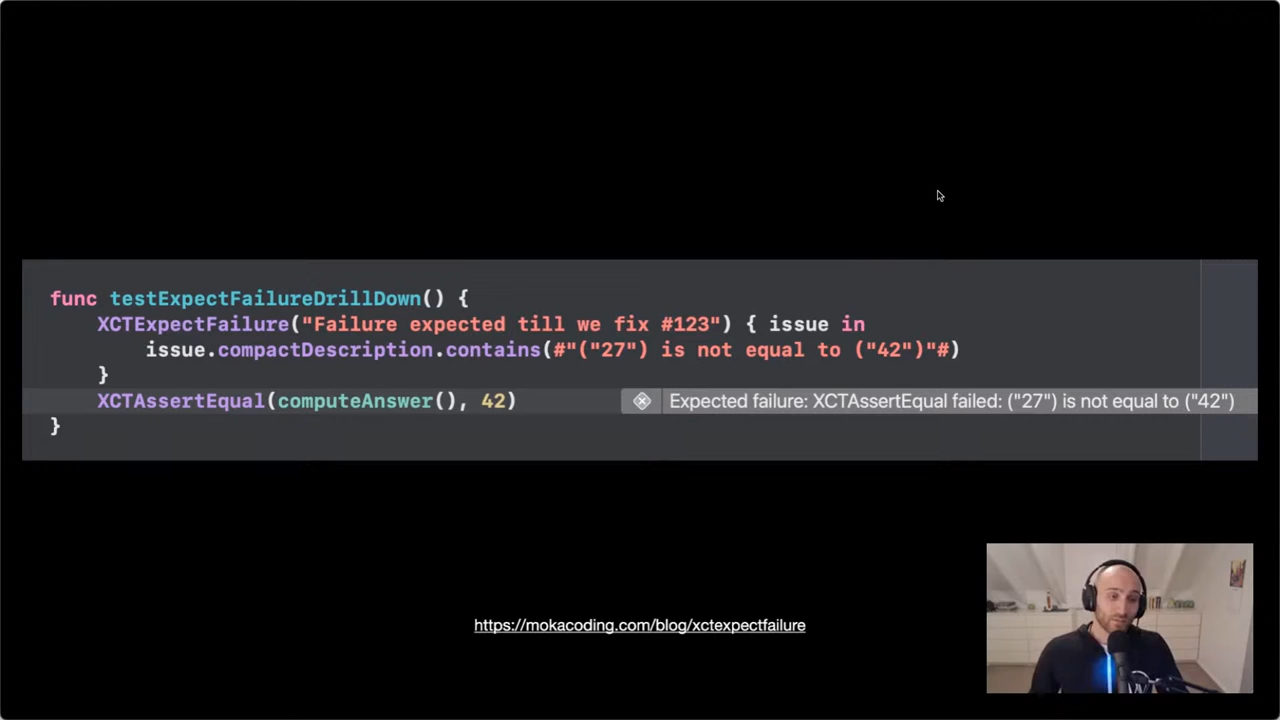 func testExpectFailureDrillDown() {
XCTExpectFailure("Failure expected till we fix #123") { issue in
issue.compactDescription.contains(#"("27") is not equal to ("42")"#)
}
XCTAssertEqual(computeAnswer(), 42)
Expected failure: XCTAssertEqual failed: ("27") is not equal to ("42")
}
https://mokacoding.com/blog/xctexpectfailure